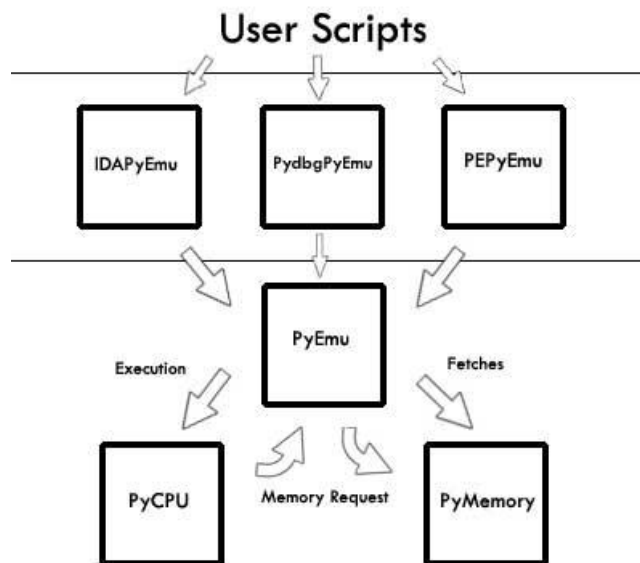 User Scripts
IDAPyEmu
PydbgPyEmu
PEPyEmu
PyEmu
Execution
Fetches
PyCPU
Memory Request
PyMemory